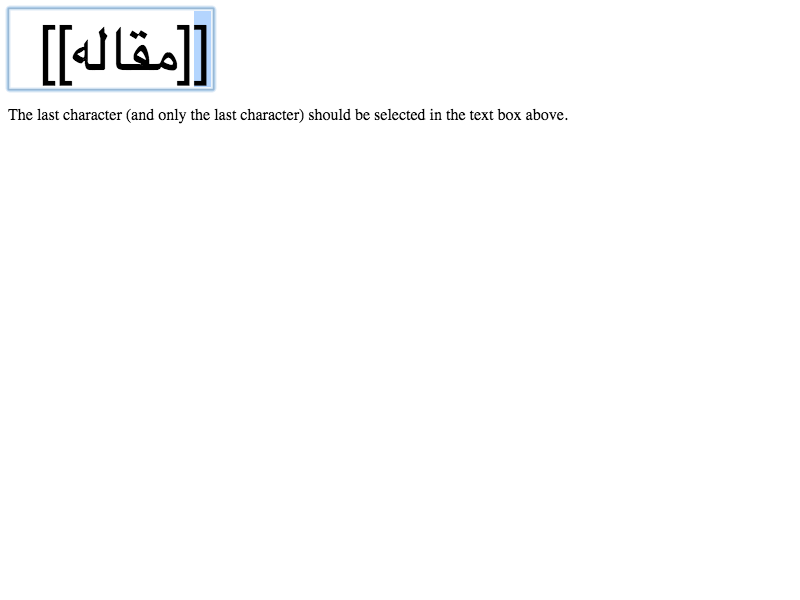 [[مقاله]]
The last character (and only the last character) should be selected in the text box above.